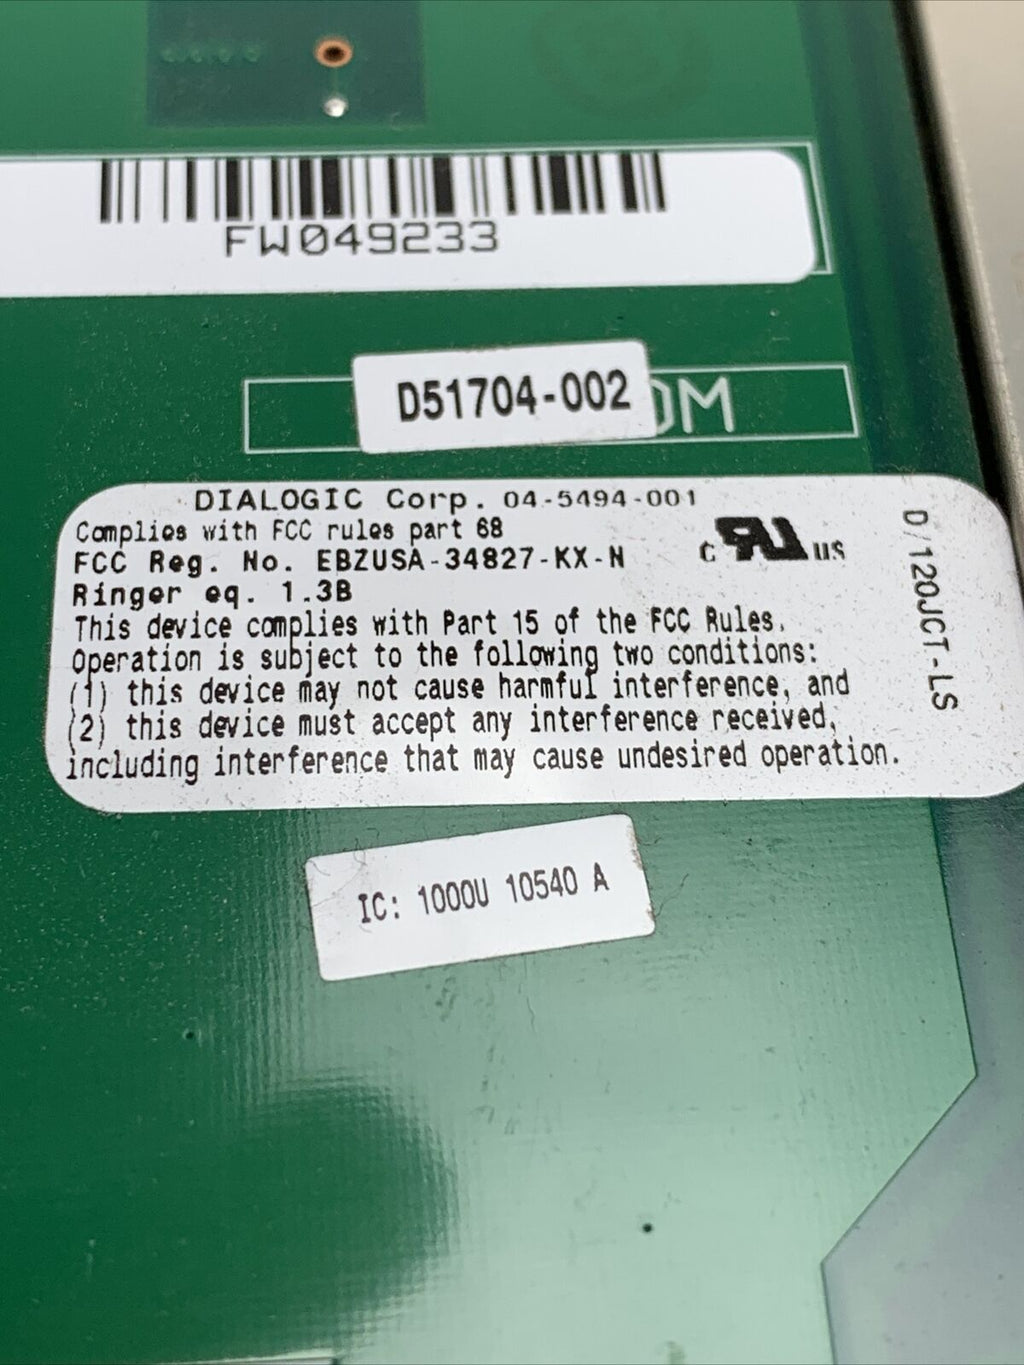 FW049233
D51704-002
OM
DIALOGIC Corp. 04-5494-001
Complies with FCC rules part 68
FCC Reg. No. EBZUSA-34827-KX-N
Ringer eq. 1.3B
This device complies with Part 15 of the FCC Rules.
Operation is subject to the following two conditions:
(1) this device may not cause harmful interference, and
(2) this device must accept any interference received,
including interference that may cause undesired operation.
c RU US
D/120JCT-LS
IC: 1000U 10540 A